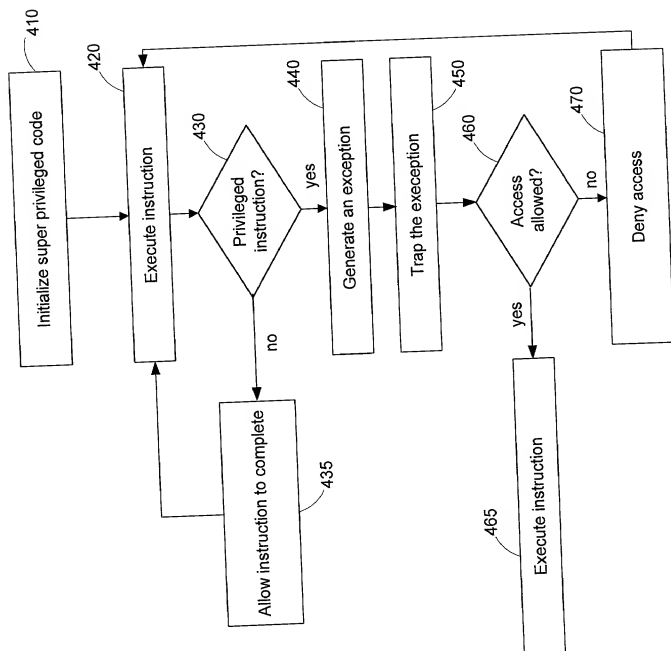 410
Initialize super privileged code
420
Execute instruction
430
Privileged
instruction?
no
yes
Allow instruction to complete
435
440
Generate an exception
450
Trap the exeception
460
Access
allowed?
yes
no
465
Execute instruction
470
Deny access